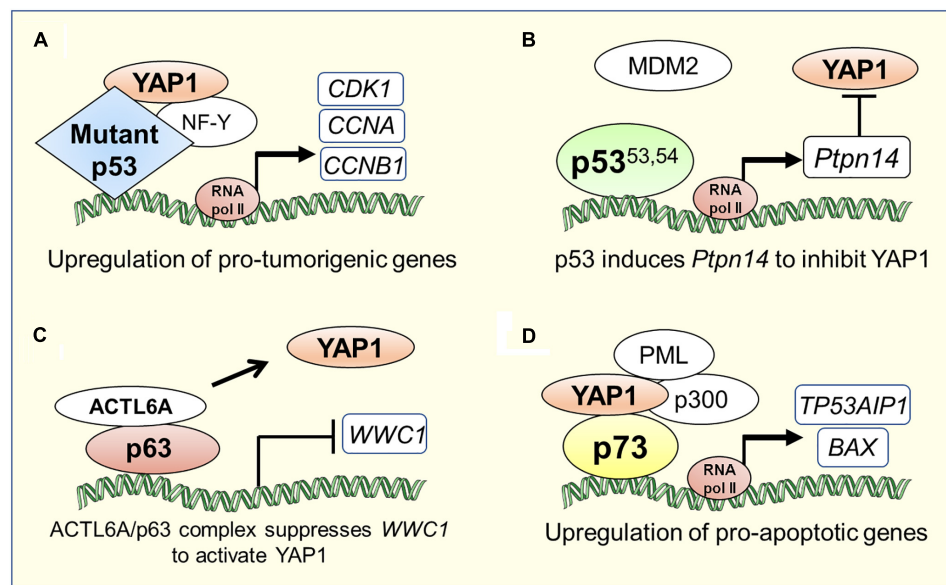 A
YAP1
NF-Y
Mutant
p53
RNA
pol II
CDK1
CCNA
CCNB1
Upregulation of pro-tumorigenic genes
B
MDM2
YAP1
p53 53,54
RNA
pol II
Ptpn14
p53 induces Ptpn14 to inhibit YAP1
C
YAP1
ACTL6A
p63
WWC1
ACTL6A/p63 complex suppresses WWC1
to activate YAP1
D
PML
YAP1
p300
p73
RNA
pol II
TP53AIP1
BAX
Upregulation of pro-apoptotic genes